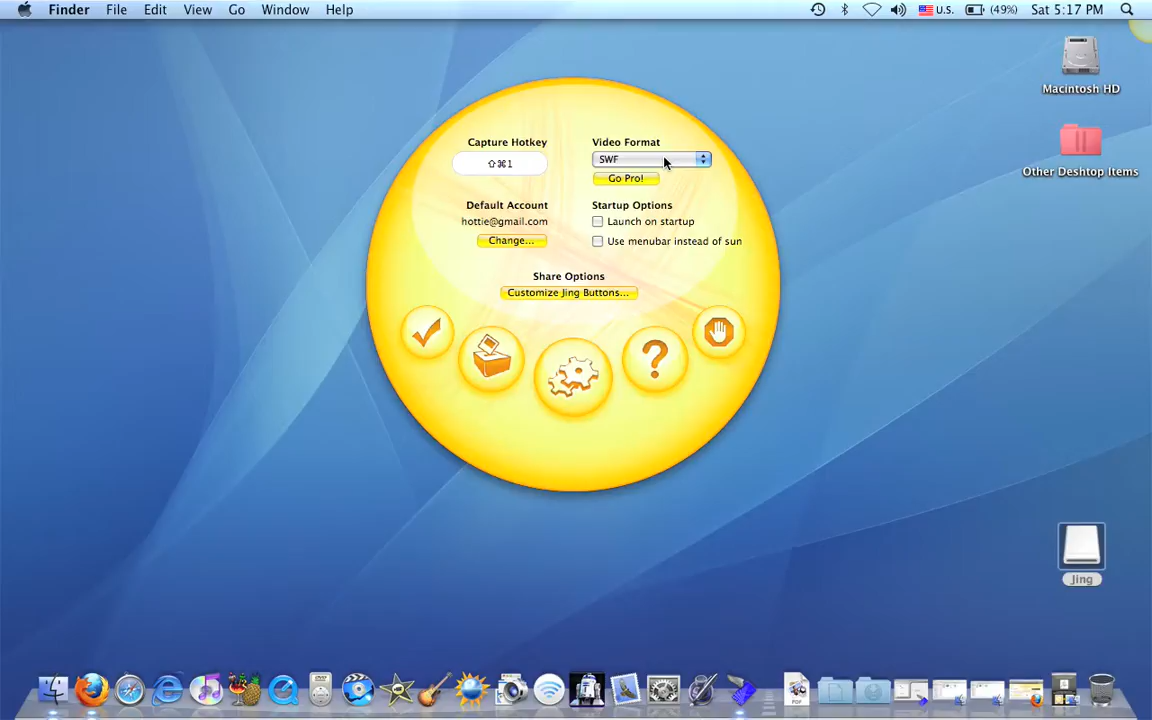 Finder File Edit View Go Window Help
U.S. (49%) Sat 5:17 PM
Macintosh HD
Other Desktop Items
Capture Hotkey
⇧⌘1
Video Format
SWF
Go Pro!
Default Account
hottie@gmail.com
Change...
Startup Options
Launch on startup
Use menubar instead of sun
Share Options
Customize Jing Buttons...
?
Jing
PDF